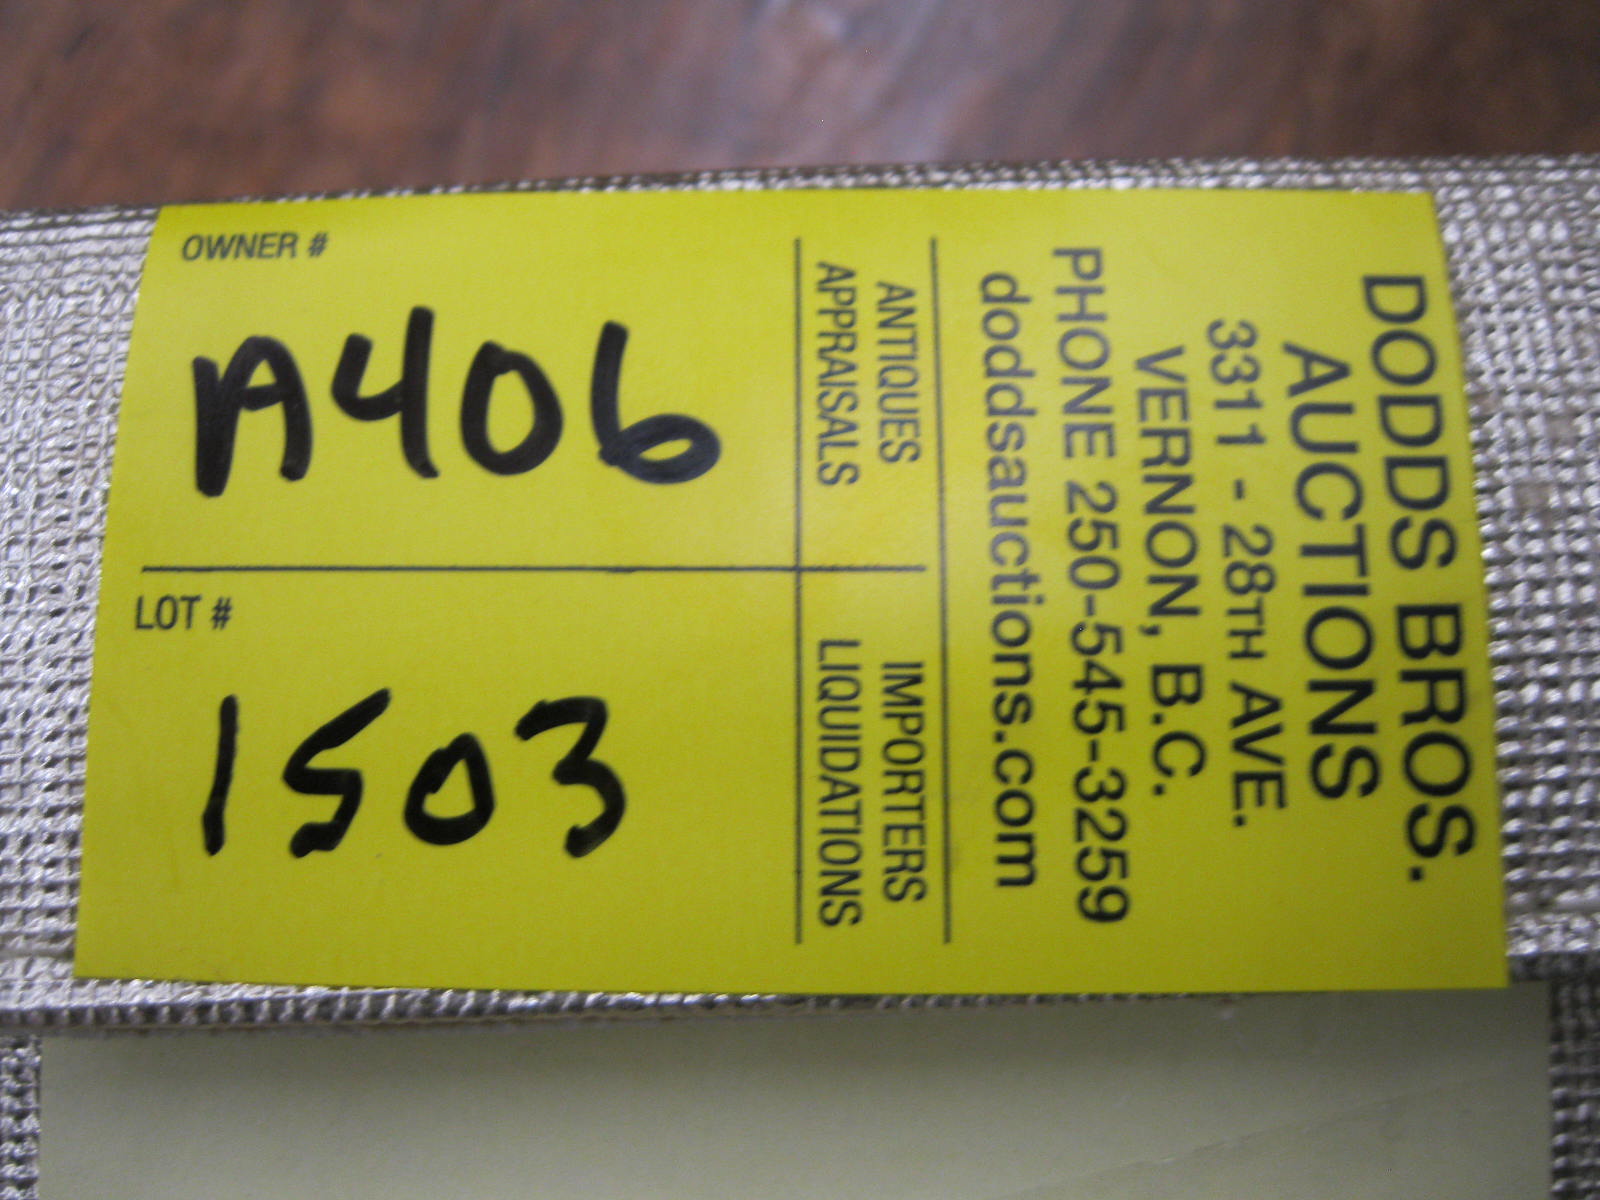 DODDS BROS.
AUCTIONS
3311 - 28TH AVE.
VERNON, B.C.
PHONE 250-545-3259
doddsauctions.com
ANTIQUES IMPORTERS
APPRAISALS LIQUIDATIONS
OWNER #
A406
LOT #
1503